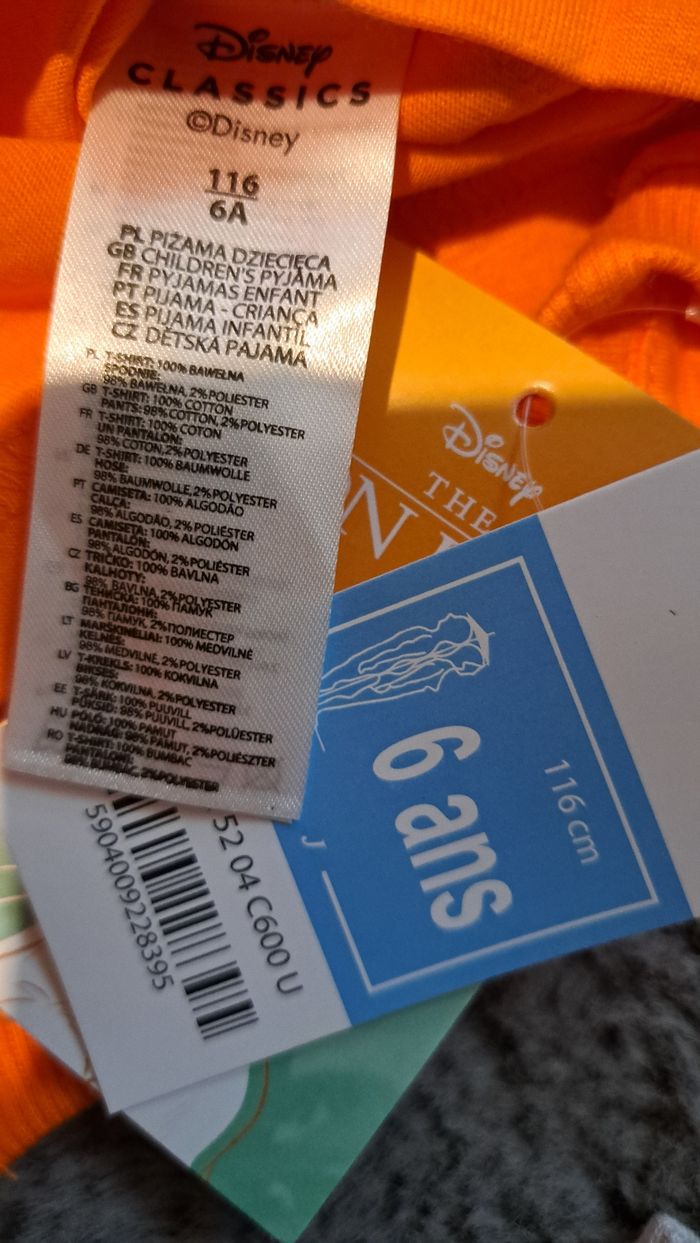 Disney
CLASSICS
©Disney
116
6A
PL PIŻAMA DZIECIĘCA
GB CHILDREN'S PYJAMA
FR PYJAMAS ENFANT
PT PIJAMA - CRIANÇA
ES PIJAMA INFANTIL
CZ DĚTSKÁ PAJAMA
PL T-SHIRT: 100% BAWEŁNA
SPODNIE:
98% BAWEŁNA, 2% POLIESTER
GB T-SHIRT: 100% COTTON
PANTS: 98% COTTON, 2% POLYESTER
FR T-SHIRT: 100% COTON
UN PANTALON:
98% COTON, 2% POLYESTER
DE T-SHIRT: 100% BAUMWOLLE
HOSE:
98% BAUMWOLLE, 2% POLYESTER
PT CAMISETA: 100% ALGODÃO
CALÇA:
98% ALGODÃO, 2% POLIÉSTER
ES CAMISETA: 100% ALGODÓN
PANTALÓN:
98% ALGODÓN, 2% POLIÉSTER
CZ TRIČKO: 100% BAVLNA
KALHOTY:
98% BAVLNA, 2% POLYESTER
BG ТЕНИСКА: 100% ПАМУК
ПАНТАЛОНИ:
98% ПАМУК, 2% ПОЛИЕСТЕР
LT MARŠKINĖLIAI: 100% MEDVILNĖ
KELNĖS:
98% MEDVILNĖ, 2% POLYESTER
LV T-KREKLS: 100% KOKVILNA
BIKSES:
98% KOKVILNA, 2% POLYESTER
EE T-SÄRK: 100% PUUVILL
PÜKSID: 98% PUUVILL, 2% POLÜESTER
HU PÓLÓ: 100% PAMUT
NADRÁG: 98% PAMUT, 2% POLIÉSZTER
RO T-SHIRT: 100% BUMBAC
PANTALONI:
98% BUMBAC, 2% POLYESTER
Disney
THE
6 ans
116 cm
J
52 04 C600 U
5904009228395